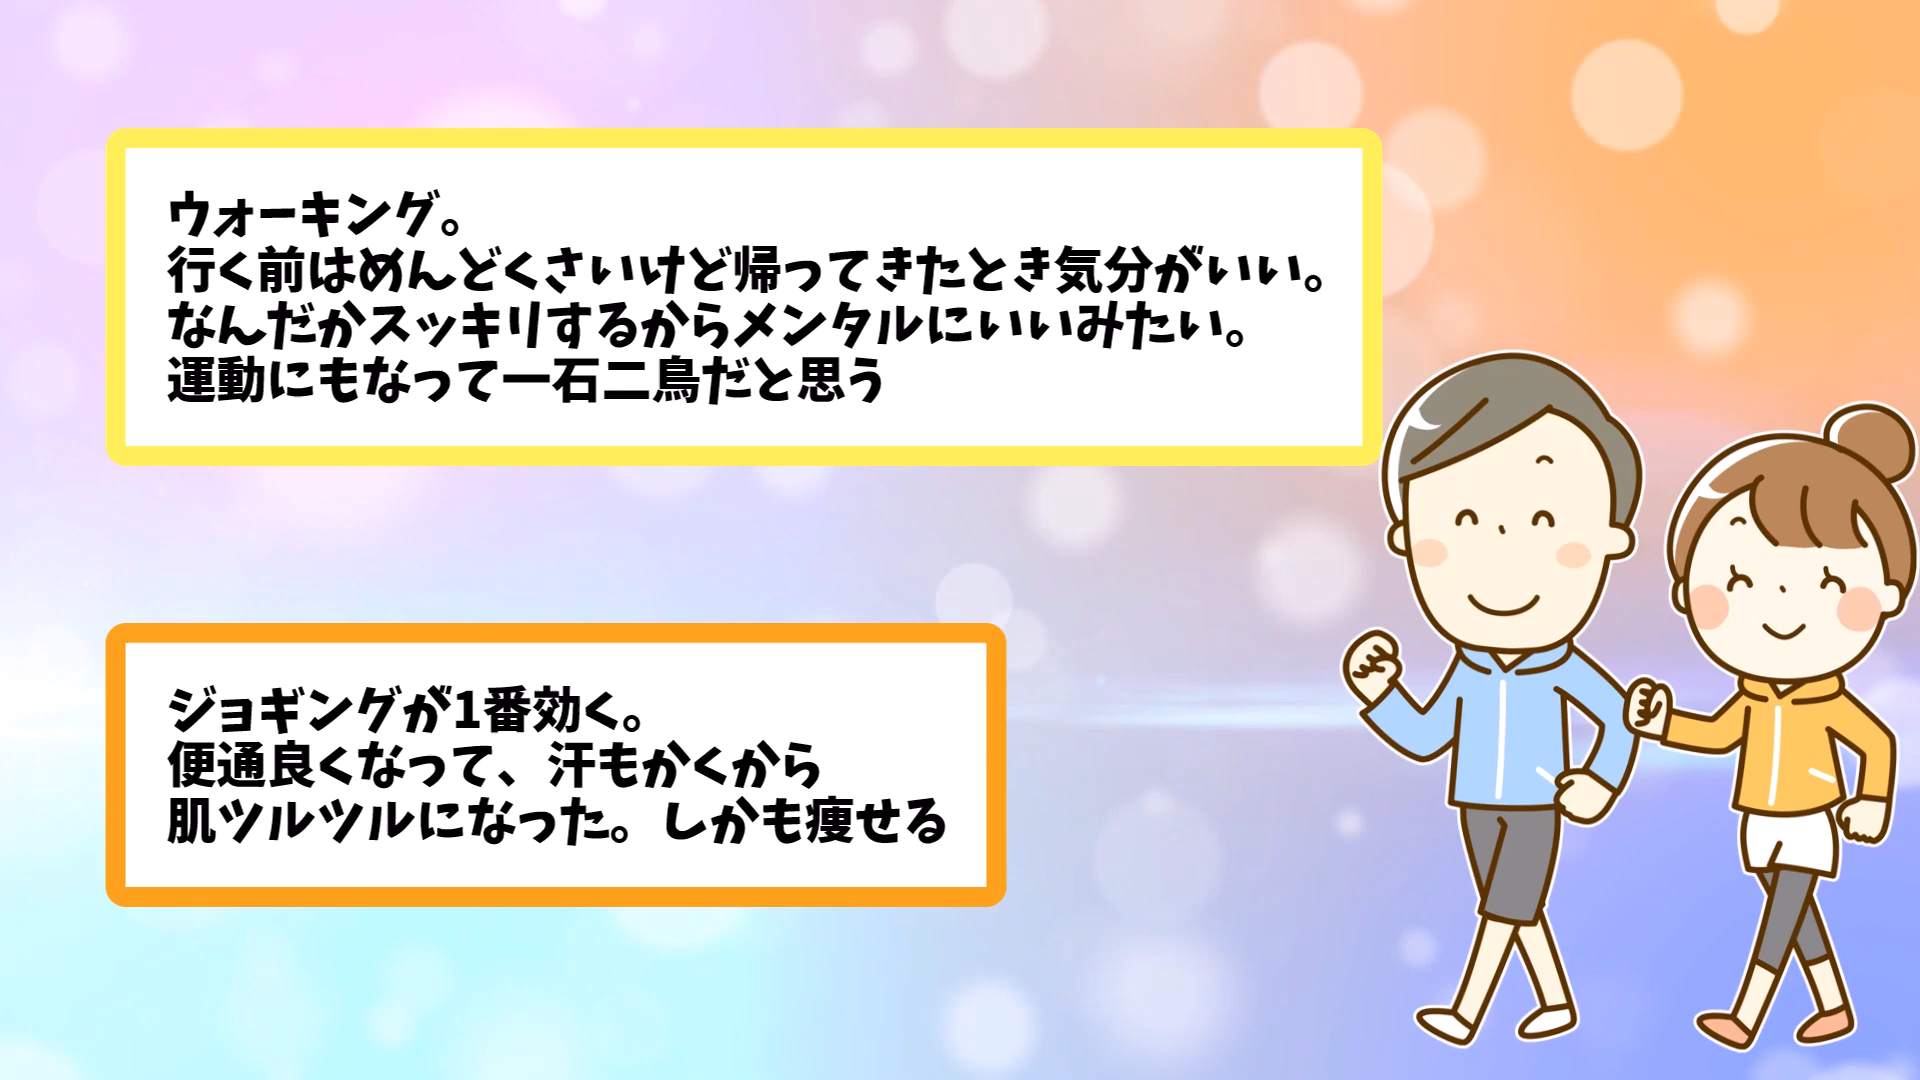 ウォーキング。
行く前はめんどくさいけど帰ってきたとき気分がいい。
なんだかスッキリするからメンタルにいいみたい。
運動にもなって一石二鳥だと思う
ジョギングが1番効く。
便通良くなって、汗もかくから
肌ツルツルになった。しかも痩せる